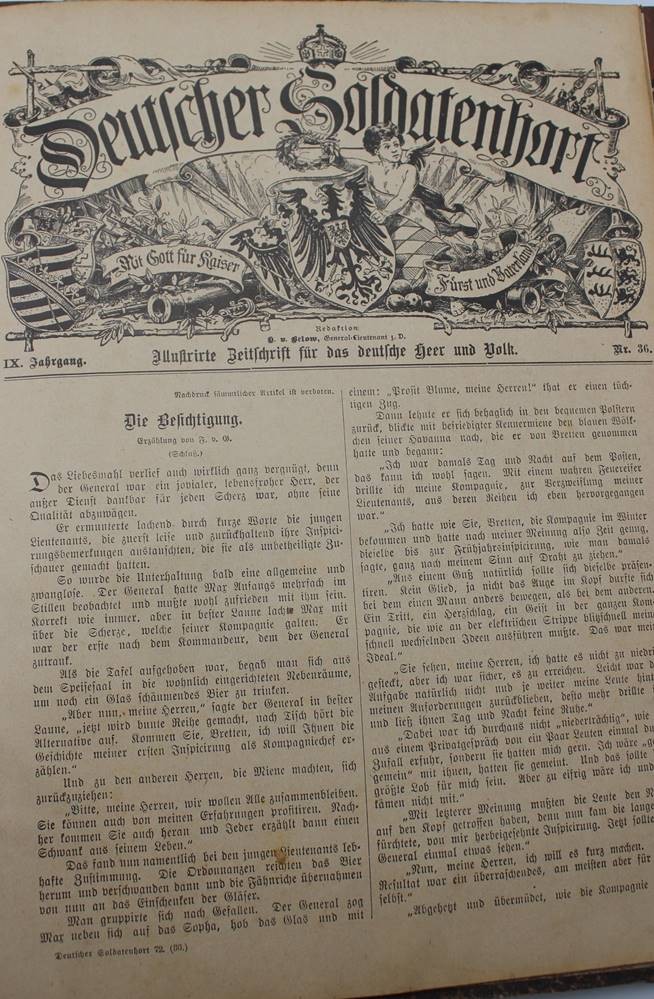 Deutscher Soldatenhort
Mit Gott für Kaiser
Fürst und Vaterland
Redaktion
H. v. Below, General-Lieutenant z. D.
IX. Jahrgang.
Illustrirte Zeitschrift für das deutsche Heer und Volk.
Nr. 36.
Nachdruck sämmtlicher Artikel ist verboten.
Die Besichtigung.
Erzählung von F. v. G.
(Schluß.)
Das Liebesmahl verlief auch wirklich ganz vergnügt, denn
der General war ein jovialer, lebensfroher Herr, der
außer Dienst dankbar für jeden Scherz war, ohne seine
Qualität abzuwägen.
Er ermunterte lachend durch kurze Worte die jungen
Lieutenants, die zuerst leise und zurückhaltend ihre Inspici-
rungsbemerkungen austauschten, die sie als unbetheiligte Zu-
schauer gemacht hatten.
So wurde die Unterhaltung bald eine allgemeine und
zwanglose. Der General hatte Max Anfangs mehrfach im
Stillen beobachtet und mußte wohl zufrieden mit ihm sein.
Korrekt wie immer, aber in bester Laune lachte Max mit
über die Scherze, welche seiner Kompagnie galten. Er
war der erste nach dem Kommandeur, dem der General
zutrank.
Als die Tafel aufgehoben war, begab man sich aus
dem Speisesaal in die wohnlich eingerichteten Nebenräume,
um noch ein Glas schäumendes Bier zu trinken.
„Aber nun, meine Herren,“ sagte der General in bester
Laune, „jetzt wird bunte Reihe gemacht, nach Tisch hört die
Alternative auf. Kommen Sie, Bretten, ich will Ihnen die
Geschichte meiner ersten Inspicirung als Kompagniechef er-
zählen.“
Und zu den anderen Herren, die Miene machten, sich
zurückzuziehen:
„Bitte, meine Herren, wir wollen Alle zusammenbleiben.
Sie können auch von meinen Erfahrungen profitiren. Nach-
her kommen Sie auch heran und Jeder erzählt dann einen
Schwank aus seinem Leben.“
Das fand nun namentlich bei den jungen Lieutenants leb-
hafte Zustimmung. Die Ordonnanzen reichten das Bier
herum und verschwanden dann und die Fähnriche übernahmen
von nun an das Einschenken der Gläser.
Man gruppirte sich nach Gefallen. Der General zog
Max neben sich auf das Sopha, hob das Glas und mit
Deutscher Soldatenhort 72. (36.)
einem: „Prosit Blume, meine Herren!“ that er einen tüch-
tigen Zug.
Dann lehnte er sich behaglich in den bequemen Polstern
zurück, blickte mit befriedigter Kennermiene den blauen Wölk-
chen seiner Havanna nach, die er von Bretten genommen
hatte und begann:
„Ich war damals Tag und Nacht auf dem Posten,
das kann ich wohl sagen. Mit einem wahren Feuereifer
drillte ich meine Kompagnie, zur Verzweiflung meiner
Lieutenants, aus deren Reihen ich eben hervorgegangen
war.“
„Ich hatte wie Sie, Bretten, die Kompagnie im Winter
bekommen und hatte nach meiner Meinung also Zeit genug,
dieselbe bis zur Frühjahrsinspicirung, wie man damals
sagte, ganz nach meinem Sinn auf Draht zu ziehen.“
„Aus einem Guß natürlich sollte sich dieselbe präsen-
tiren. Kein Glied, ja nicht das Auge im Kopf durfte sich
bei dem einen Mann anders bewegen, als bei dem anderen.
Ein Tritt, ein Herzschlag, ein Geist in der ganzen Kom-
pagnie, die wie an der elektrischen Strippe blitzschnell meine
schnell wechselnden Ideen ausführen mußte. Das war mein
Ideal.“
„Sie sehen, meine Herren, ich hatte es nicht zu niedrig
gesteckt, aber ich war sicher, es zu erreichen. Leicht war d
Aufgabe natürlich nicht und je weiter meine Leute hint
meinen Anforderungen zurückblieben, desto mehr drillte
und ließ ihnen Tag und Nacht keine Ruhe.“
„Dabei war ich durchaus nicht „niederträchtig“, wie
aus einem Privatgespräch von ein Paar Leuten einmal du
Zufall erfuhr, sondern sie hatten mich gern. Ich wäre „g
gemein“ mit ihnen, hatten sie gemeint. Und das sollte
größte Lob für mich sein. Aber zu eifrig wäre ich und
kämen nicht mit.“
„Mit letzterer Meinung mußten die Leute den N
auf den Kopf getroffen haben, denn nun kam die lange
fürchtete, von mir herbeigesehnte Inspicirung. Jetzt sollte
General einmal etwas sehen.“
„Nun, meine Herren, ich will es kurz machen.
Resultat war ein überraschendes, am meisten aber für
selbst.“
„Abgehetzt und übermüdet, wie die Kompagnie